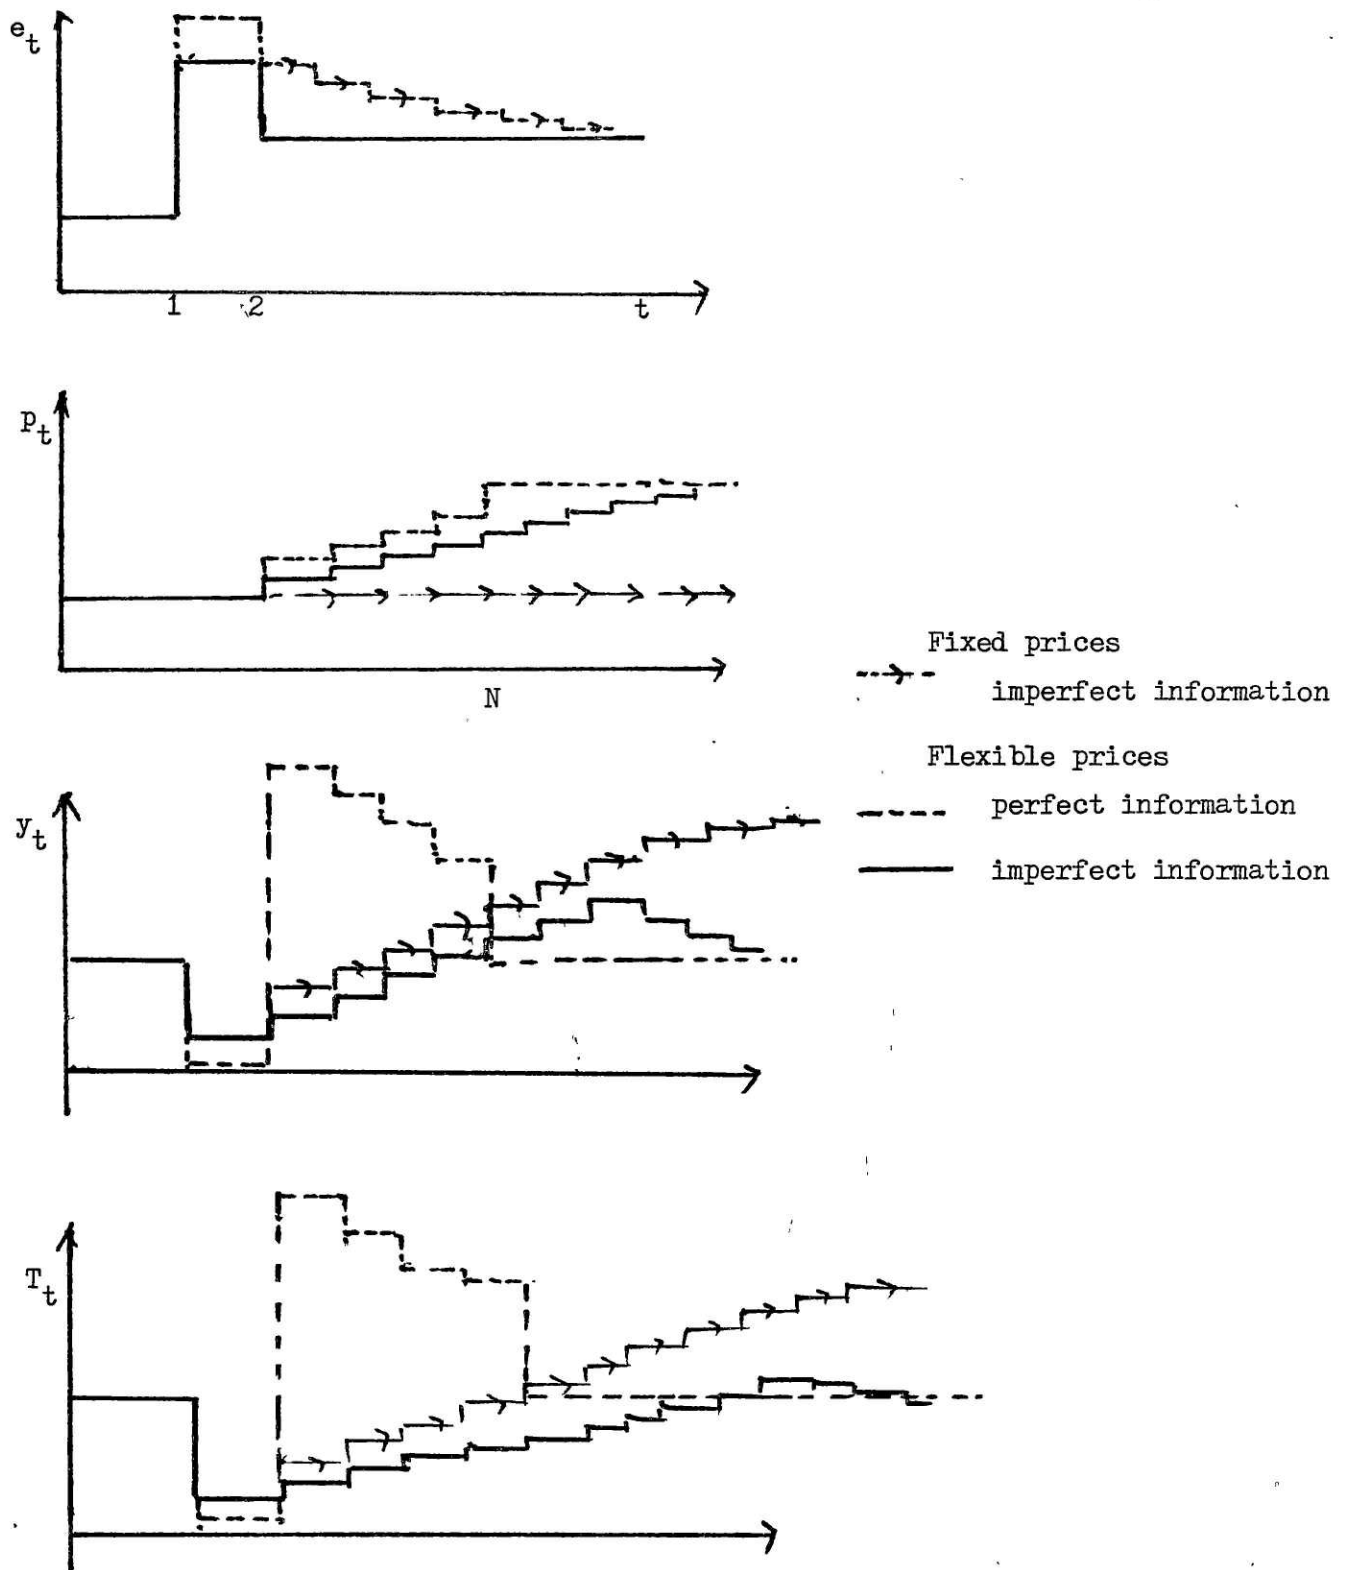 e_t
1 2 t
p_t
N
Fixed prices
imperfect information
Flexible prices
perfect information
imperfect information
y_t
T_t